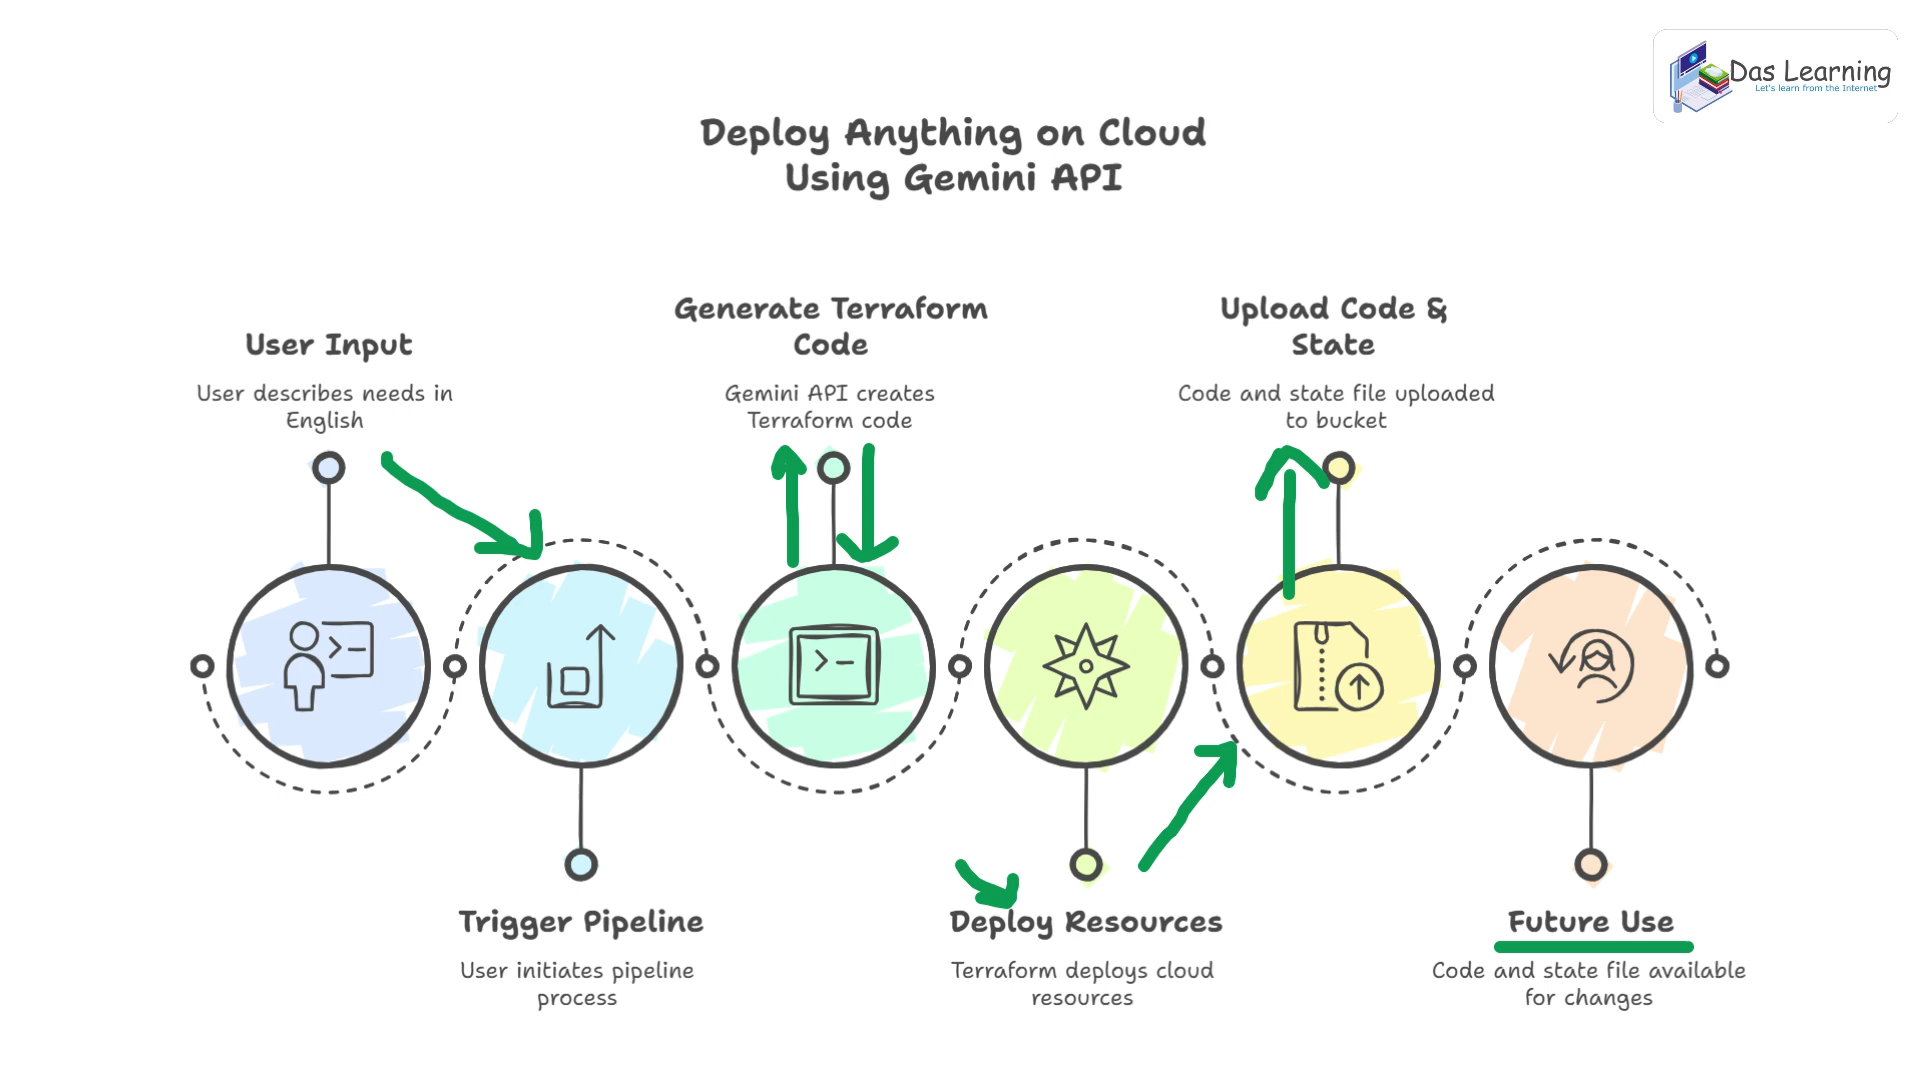 Das Learning
Let's learn from the Internet
Deploy Anything on Cloud
Using Gemini API
User Input
User describes needs in
English
Generate Terraform
Code
Gemini API creates
Terraform code
Upload Code &
State
Code and state file uploaded
to bucket
Trigger Pipeline
User initiates pipeline
process
Deploy Resources
Terraform deploys cloud
resources
Future Use
Code and state file available
for changes